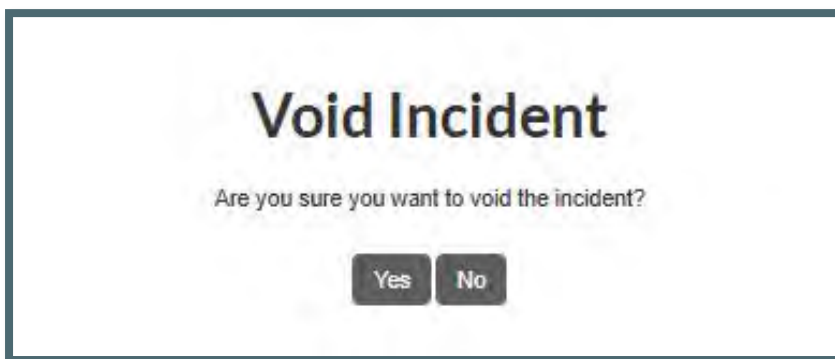 Void Incident
Are you sure you want to void the incident?
Yes No